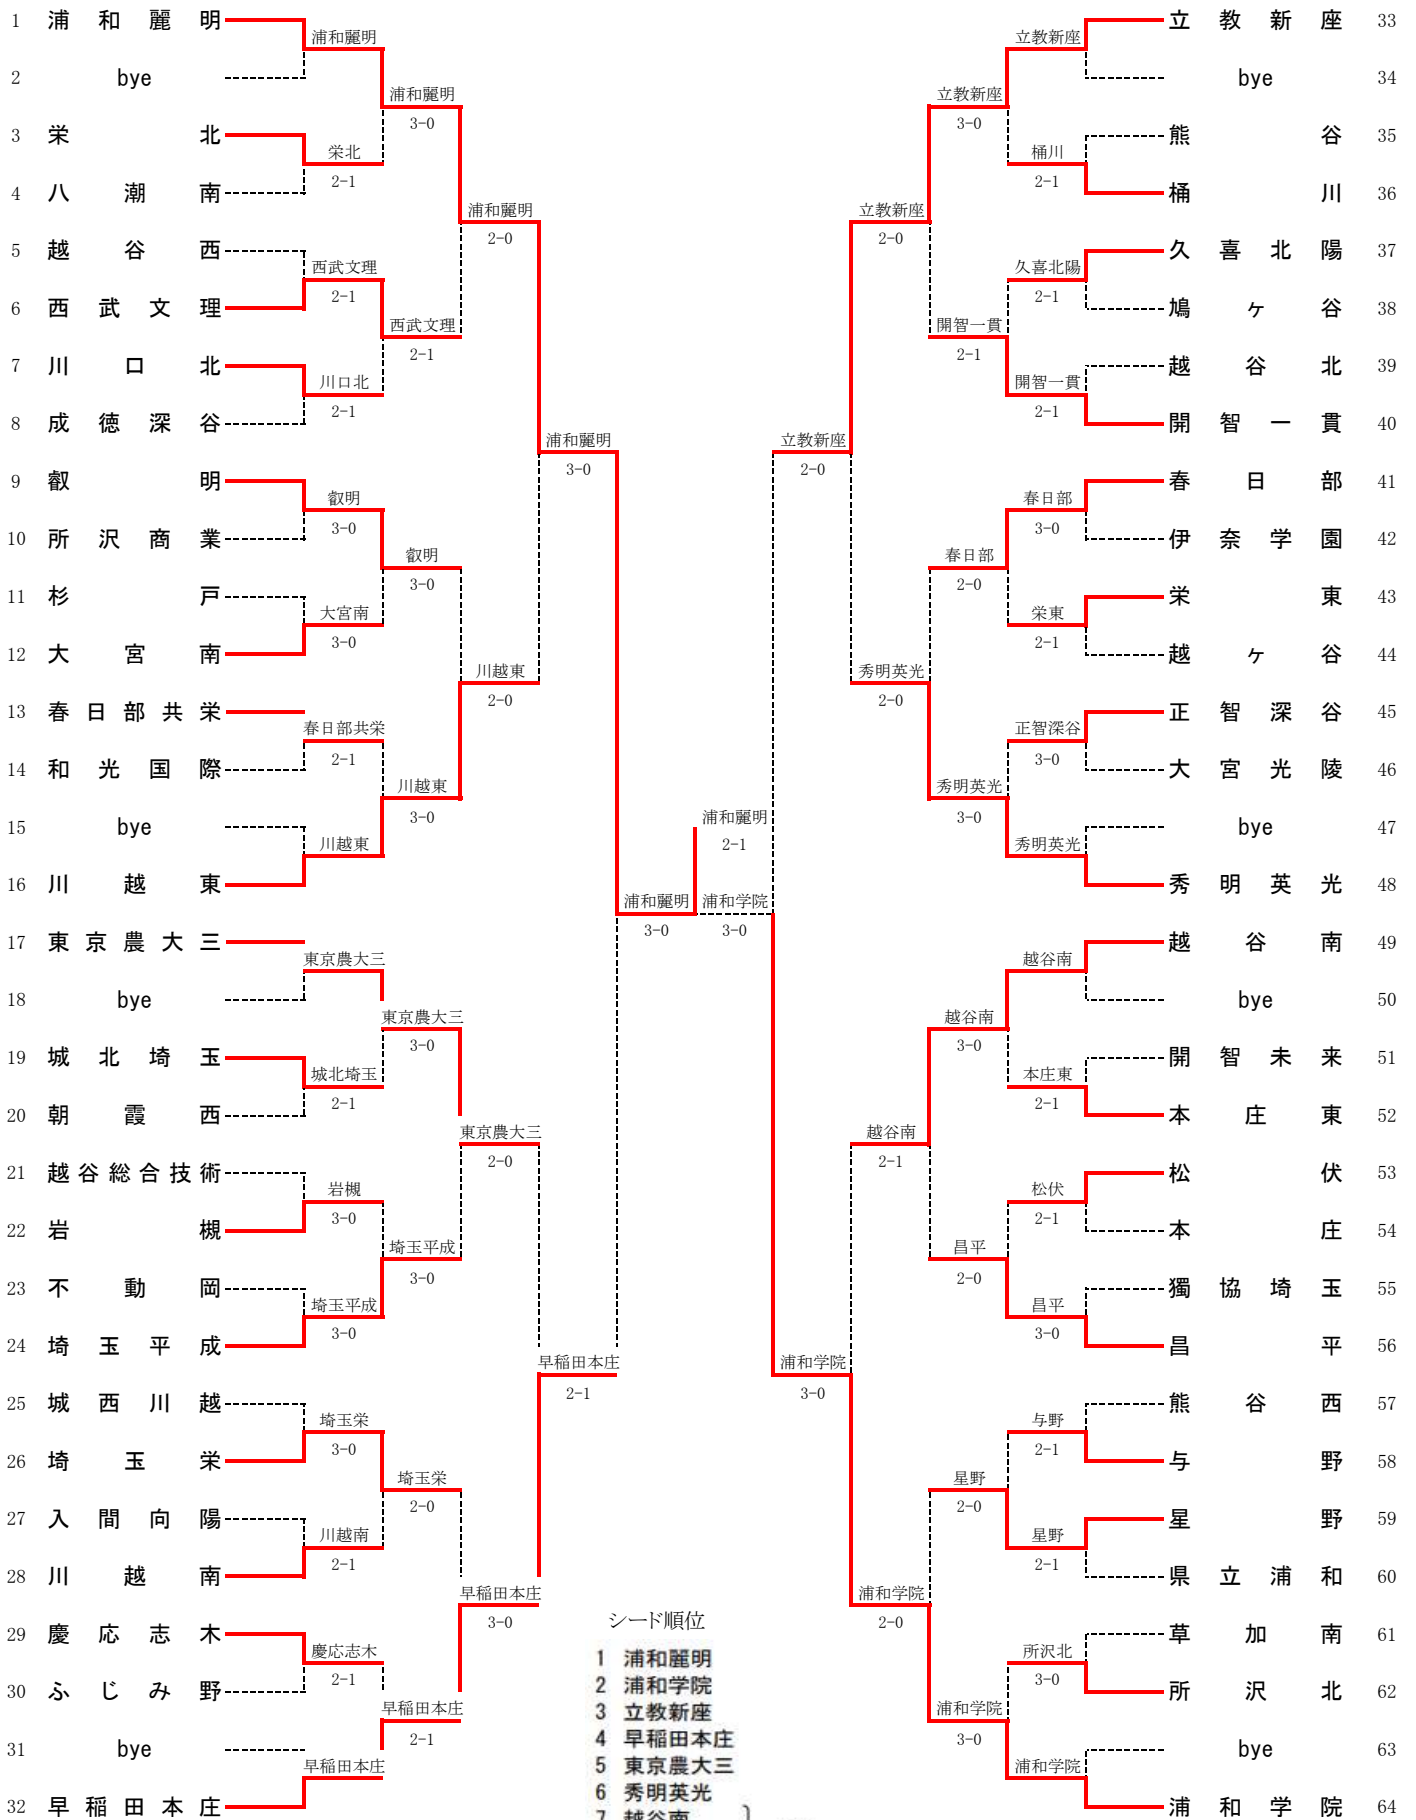 1 浦和麗明
2 bye
3 栄北
4 八潮南
5 越谷西
6 西武文理
7 川口北
8 成徳深谷
9 叡明
10 所沢商業
11 杉戸
12 大宮南
13 春日部共栄
14 和光国際
15 bye
16 川越東
17 東京農大三
18 bye
19 城北埼玉
20 朝霞西
21 越谷総合技術
22 岩槻
23 不動岡
24 埼玉平成
25 城西川越
26 埼玉栄
27 入間向陽
28 川越南
29 慶応志木
30 ふじみ野
31 bye
32 早稲田本庄
浦和麗明
栄北
2-1
西武文理
2-1
川口北
2-1
叡明
3-0
大宮南
3-0
春日部共栄
2-1
川越東
東京農大三
城北埼玉
2-1
岩槻
3-0
埼玉平成
3-0
埼玉栄
3-0
川越南
2-1
慶応志木
2-1
早稲田本庄
浦和麗明
3-0
西武文理
2-1
叡明
3-0
川越東
3-0
東京農大三
3-0
埼玉平成
3-0
埼玉栄
2-0
早稲田本庄
2-1
浦和麗明
2-0
川越東
2-0
東京農大三
2-0
早稲田本庄
3-0
浦和麗明
3-0
早稲田本庄
2-1
浦和麗明
3-0
浦和麗明
2-1
浦和学院
3-0
立教新座
2-0
浦和学院
3-0
立教新座
2-0
秀明英光
2-0
越谷南
2-1
浦和学院
2-0
立教新座
3-0
開智一貫
2-1
春日部
2-0
秀明英光
3-0
越谷南
3-0
昌平
2-0
星野
2-0
浦和学院
3-0
立教新座
桶川
2-1
久喜北陽
2-1
開智一貫
2-1
春日部
3-0
栄東
2-1
正智深谷
3-0
秀明英光
越谷南
本庄東
2-1
松伏
2-1
昌平
3-0
与野
2-1
星野
2-1
所沢北
3-0
浦和学院
立教新座 33
bye 34
熊谷 35
桶川 36
久喜北陽 37
鳩ヶ谷 38
越谷北 39
開智一貫 40
春日部 41
伊奈学園 42
栄東 43
越ヶ谷 44
正智深谷 45
大宮光陵 46
bye 47
秀明英光 48
越谷南 49
bye 50
開智未来 51
本庄東 52
松伏 53
本庄 54
獨協埼玉 55
昌平 56
熊谷西 57
与野 58
星野 59
県立浦和 60
草加南 61
所沢北 62
bye 63
浦和学院 64
シード順位
1 浦和麗明
2 浦和学院
3 立教新座
4 早稲田本庄
5 東京農大三
6 秀明英光
7 越谷南